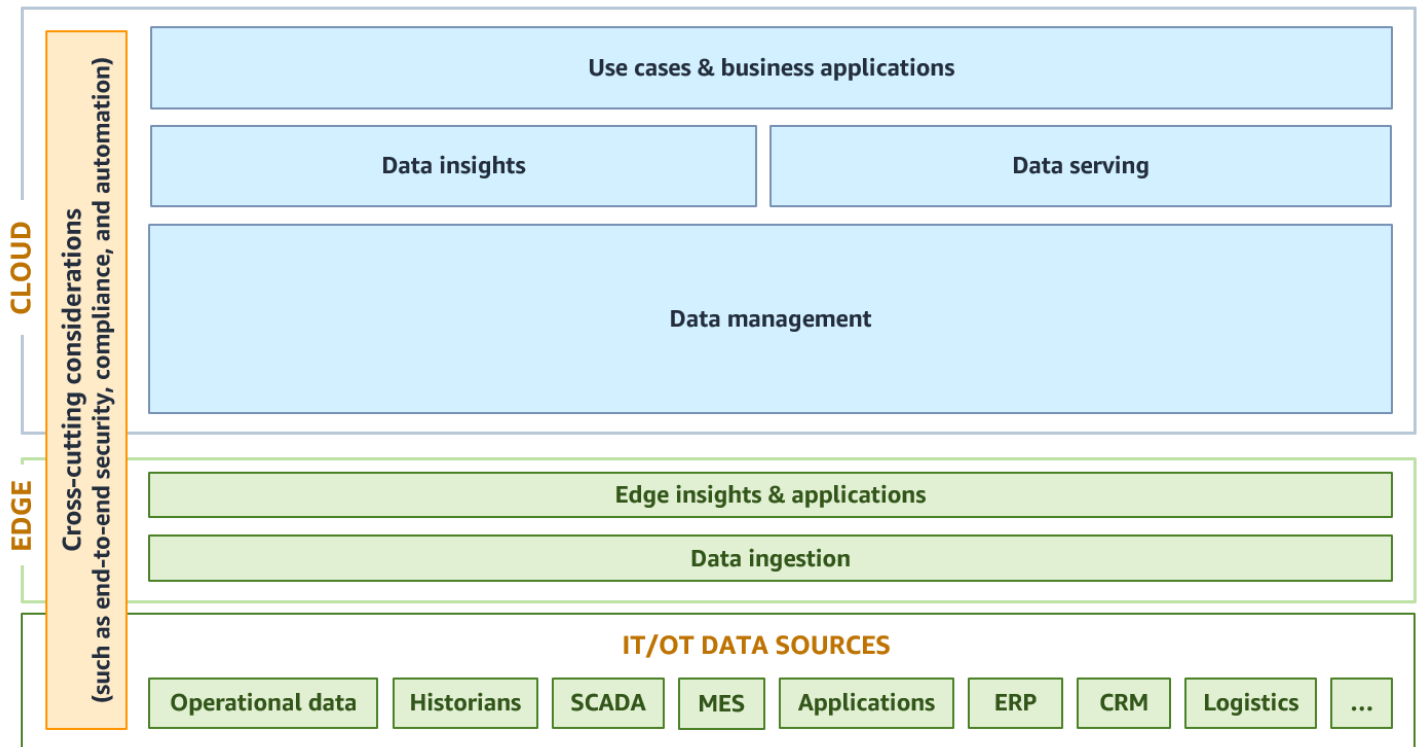 CLOUD
Cross-cutting considerations
(such as end-to-end security, compliance, and automation)
Use cases & business applications
Data insights
Data serving
Data management
EDGE
Edge insights & applications
Data ingestion
IT/OT DATA SOURCES
Operational data
Historians
SCADA
MES
Applications
ERP
CRM
Logistics
...